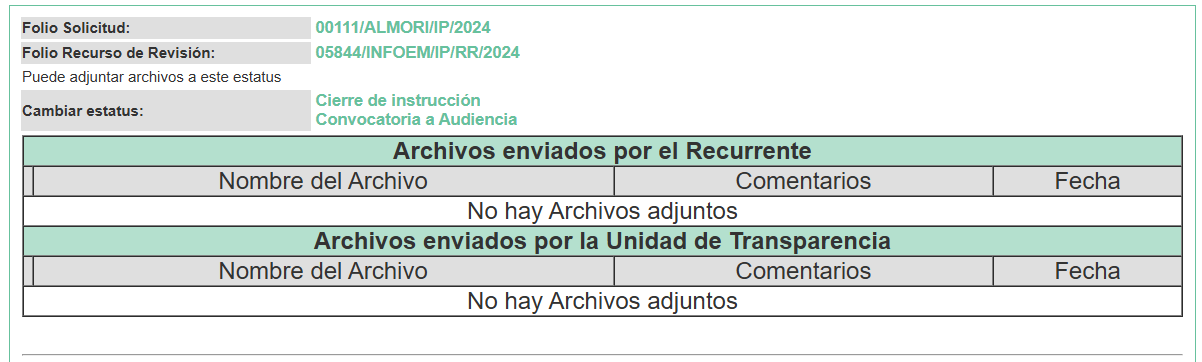 Folio Solicitud: 00111/ALMORI/IP/2024
Folio Recurso de Revisión: 05844/INFOEM/IP/RR/2024
Puede adjuntar archivos a este estatus
Cambiar estatus: Cierre de instrucción
Convocatoria a Audiencia
Archivos enviados por el Recurrente
Nombre del Archivo Comentarios Fecha
No hay Archivos adjuntos
Archivos enviados por la Unidad de Transparencia
Nombre del Archivo Comentarios Fecha
No hay Archivos adjuntos